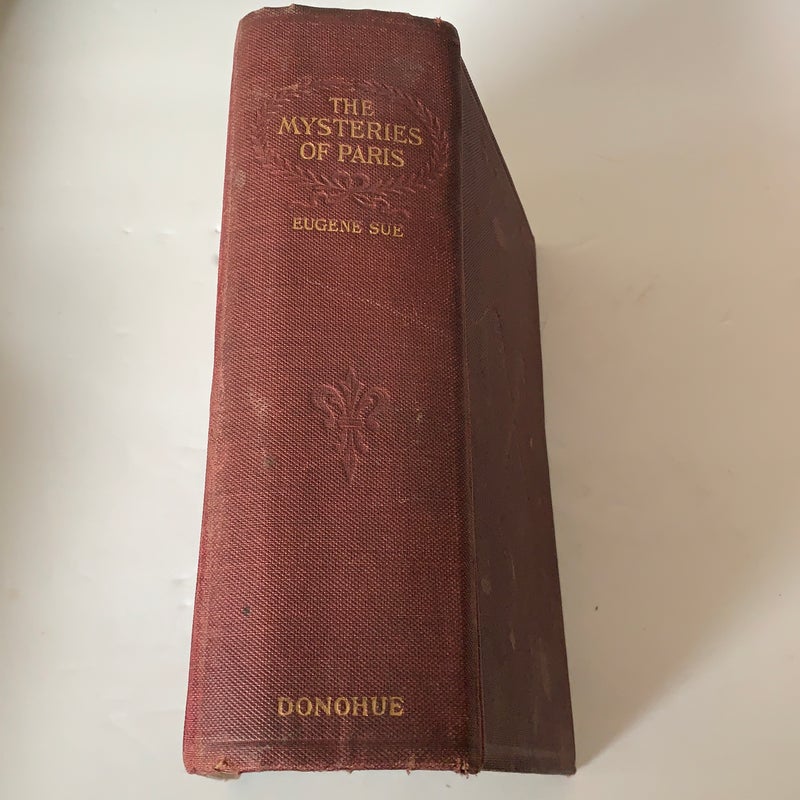 THE
MYSTERIES
OF PARIS
EUGENE SUE
DONOHUE